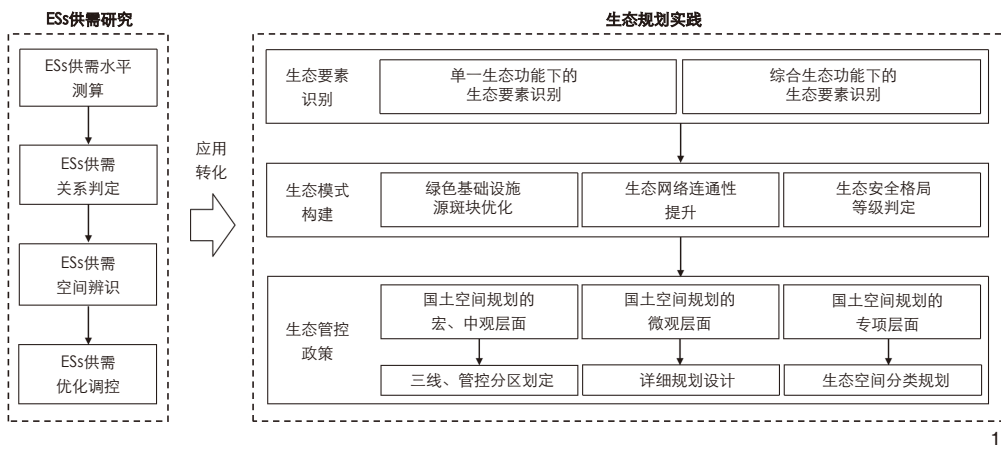 ESs供需研究
ESs供需水平
测算
ESs供需
关系判定
ESs供需
空间辨识
ESs供需
优化调控
应用
转化
生态规划实践
生态要素
识别
单一生态功能下的
生态要素识别
综合生态功能下的
生态要素识别
生态模式
构建
绿色基础设施
源斑块优化
生态网络连通性
提升
生态安全格局
等级判定
生态管控
政策
国土空间规划的
宏、中观层面
国土空间规划的
微观层面
国土空间规划的
专项层面
三线、管控分区划定
详细规划设计
生态空间分类规划
1